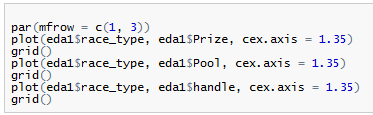 par(mfrow = c(1, 3))
plot(eda1$race_type, eda1$Prize, cex.axis = 1.35)
grid()
plot(eda1$race_type, eda1$Pool, cex.axis = 1.35)
grid()
plot(eda1$race_type, eda1$handle, cex.axis = 1.35)
grid()